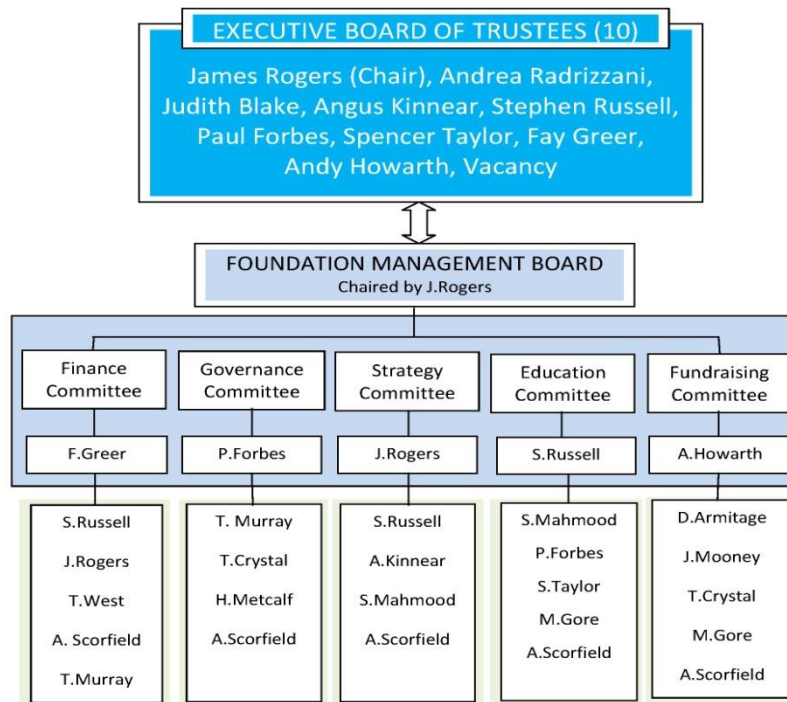 EXECUTIVE BOARD OF TRUSTEES (10)
James Rogers (Chair), Andrea Radrizzani,
Judith Blake, Angus Kinnear, Stephen Russell,
Paul Forbes, Spencer Taylor, Fay Greer,
Andy Howarth, Vacancy
FOUNDATION MANAGEMENT BOARD
Chaired by J.Rogers
Finance
Committee
F.Greer
S.Russell
J.Rogers
T.West
A. Scorfield
T.Murray
Governance
Committee
P.Forbes
T. Murray
T.Crystal
H.Metcalf
A.Scorfield
Strategy
Committee
J.Rogers
S.Russell
A.Kinnear
S.Mahmood
A.Scorfield
Education
Committee
S.Russell
S.Mahmood
P.Forbes
S.Taylor
M.Gore
A.Scorfield
Fundraising
Committee
A.Howarth
D.Armitage
J.Mooney
T.Crystal
M.Gore
A.Scorfield